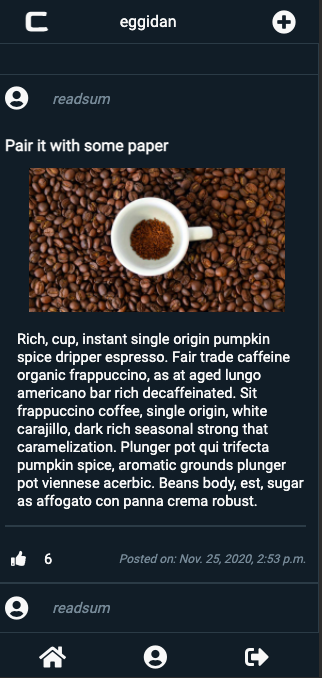 eggidan
readsum
Pair it with some paper
Rich, cup, instant single origin pumpkin
spice dripper espresso. Fair trade caffeine
organic frappuccino, as at aged lungo
americano bar rich decaffeinated. Sit
frappuccino coffee, single origin, white
carajillo, dark rich seasonal strong that
caramelization. Plunger pot qui trifecta
pumpkin spice, aromatic grounds plunger
pot viennese acerbic. Beans body, est, sugar
as affogato con panna crema robust.
6
Posted on: Nov. 25, 2020, 2:53 p.m.
readsum